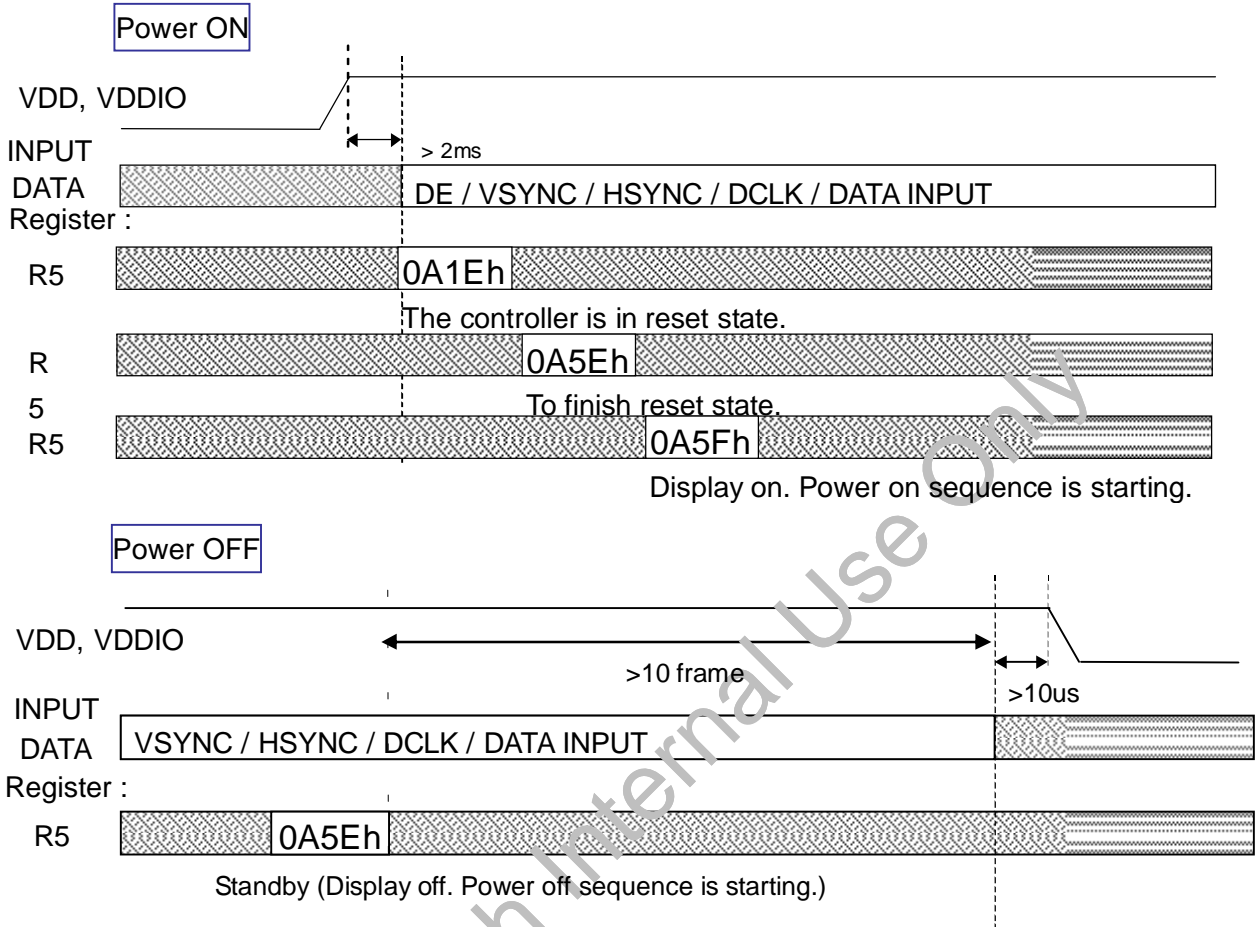 Power ON
VDD, VDDIO
> 2ms
INPUT
DATA
DE / VSYNC / HSYNC / DCLK / DATA INPUT
Register :
R5
0A1Eh
The controller is in reset state.
R
0A5Eh
5
To finish reset state.
R5
0A5Fh
Display on. Power on sequence is starting.
Power OFF
VDD, VDDIO
>10 frame
>10us
INPUT
DATA
VSYNC / HSYNC / DCLK / DATA INPUT
Register :
R5
0A5Eh
Standby (Display off. Power off sequence is starting.)
h Internal Use Only